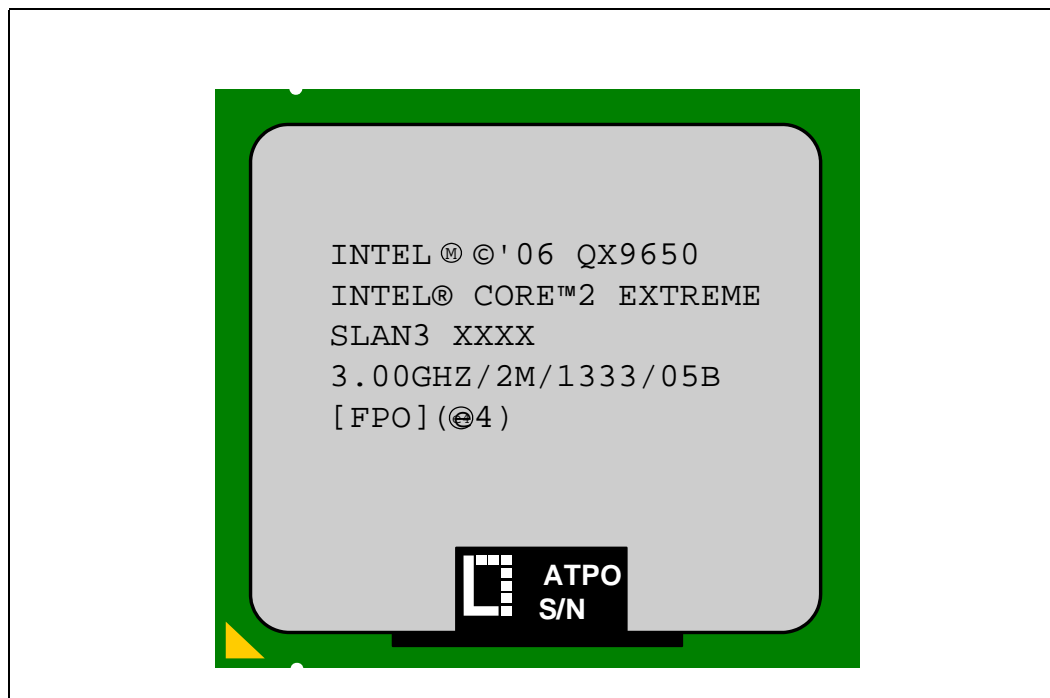 INTEL Ⓜ ©'06 QX9650
INTEL® CORE™2 EXTREME
SLAN3 XXXX
3.00GHZ/2M/1333/05B
[FPO](e4)
ATPO
S/N